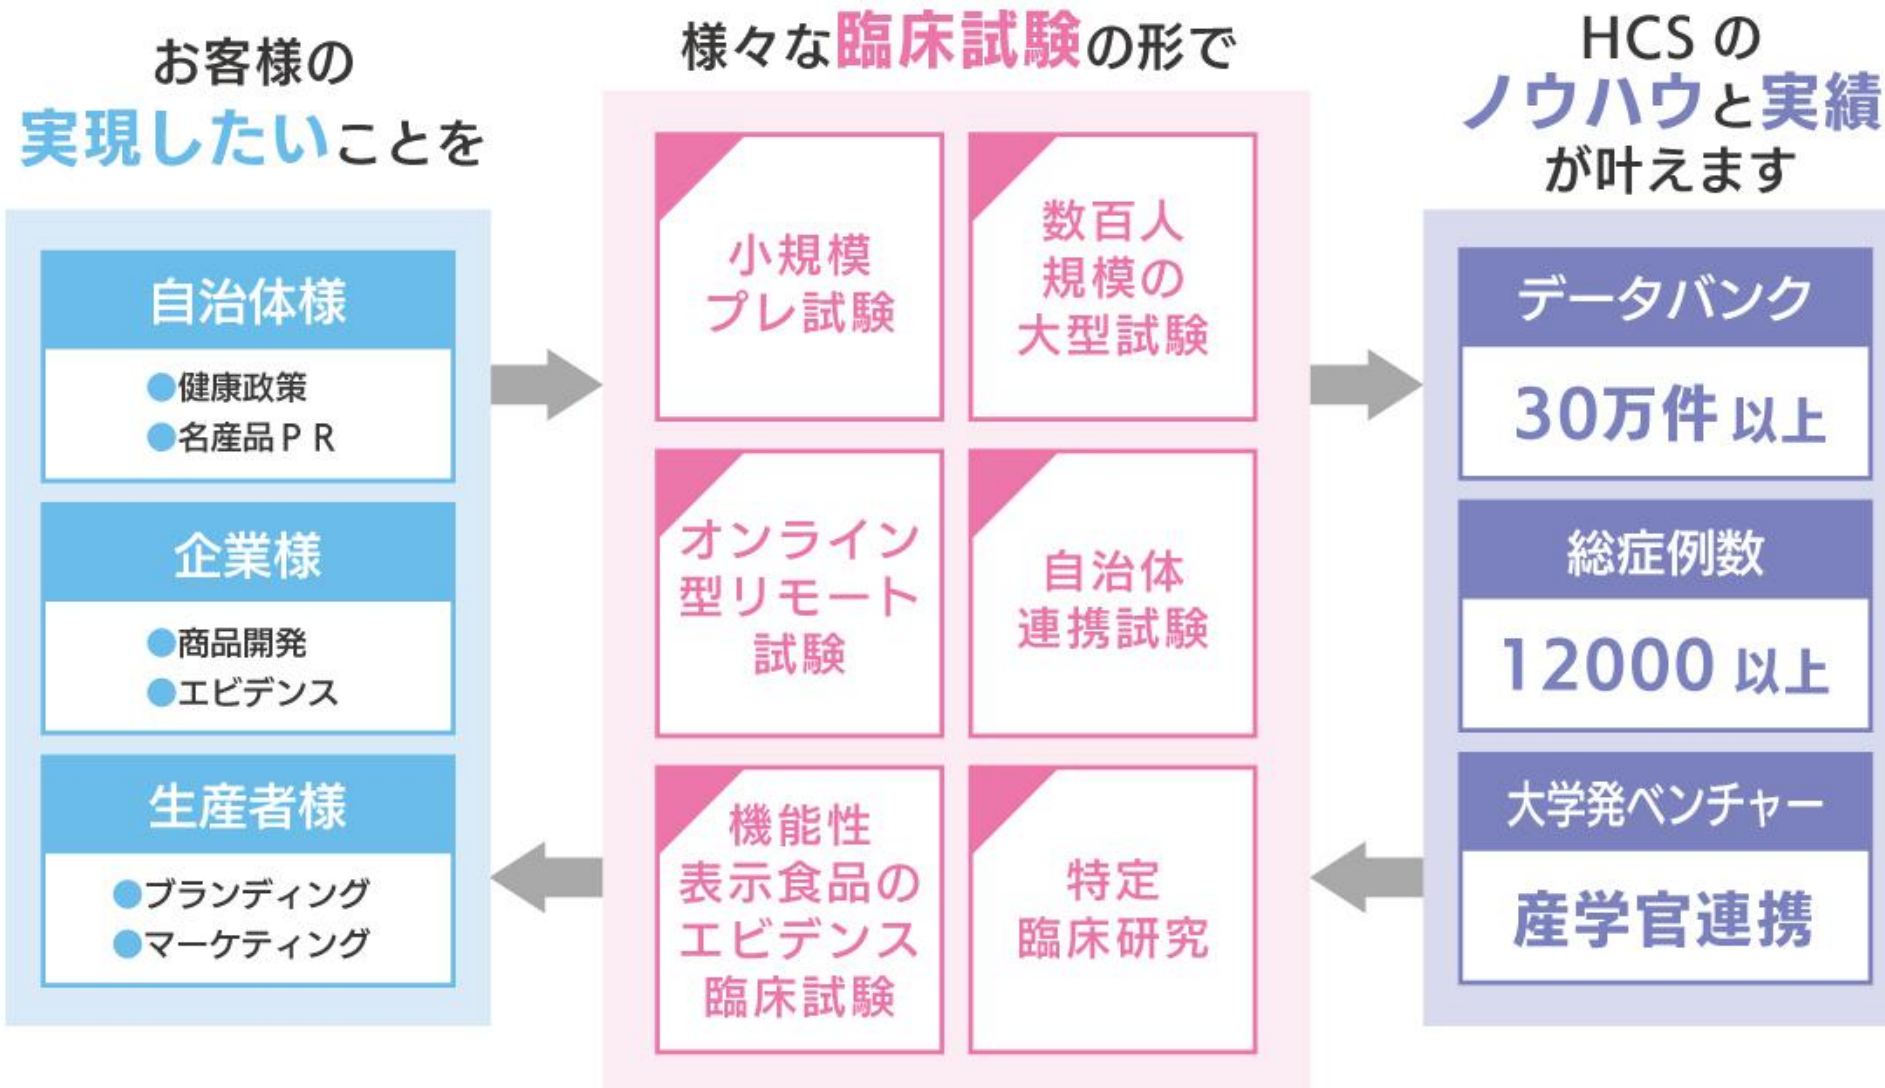 お客様の
実現したいことを
自治体様
●健康政策
●名産品ＰＲ
企業様
●商品開発
●エビデンス
生産者様
●ブランディング
●マーケティング
様々な臨床試験の形で
小規模
プレ試験
数百人
規模の
大型試験
オンライン
型リモート
試験
自治体
連携試験
機能性
表示食品の
エビデンス
臨床試験
特定
臨床研究
HCS の
ノウハウと実績
が叶えます
データバンク
30万件 以上
総症例数
12000 以上
大学発ベンチャー
産学官連携